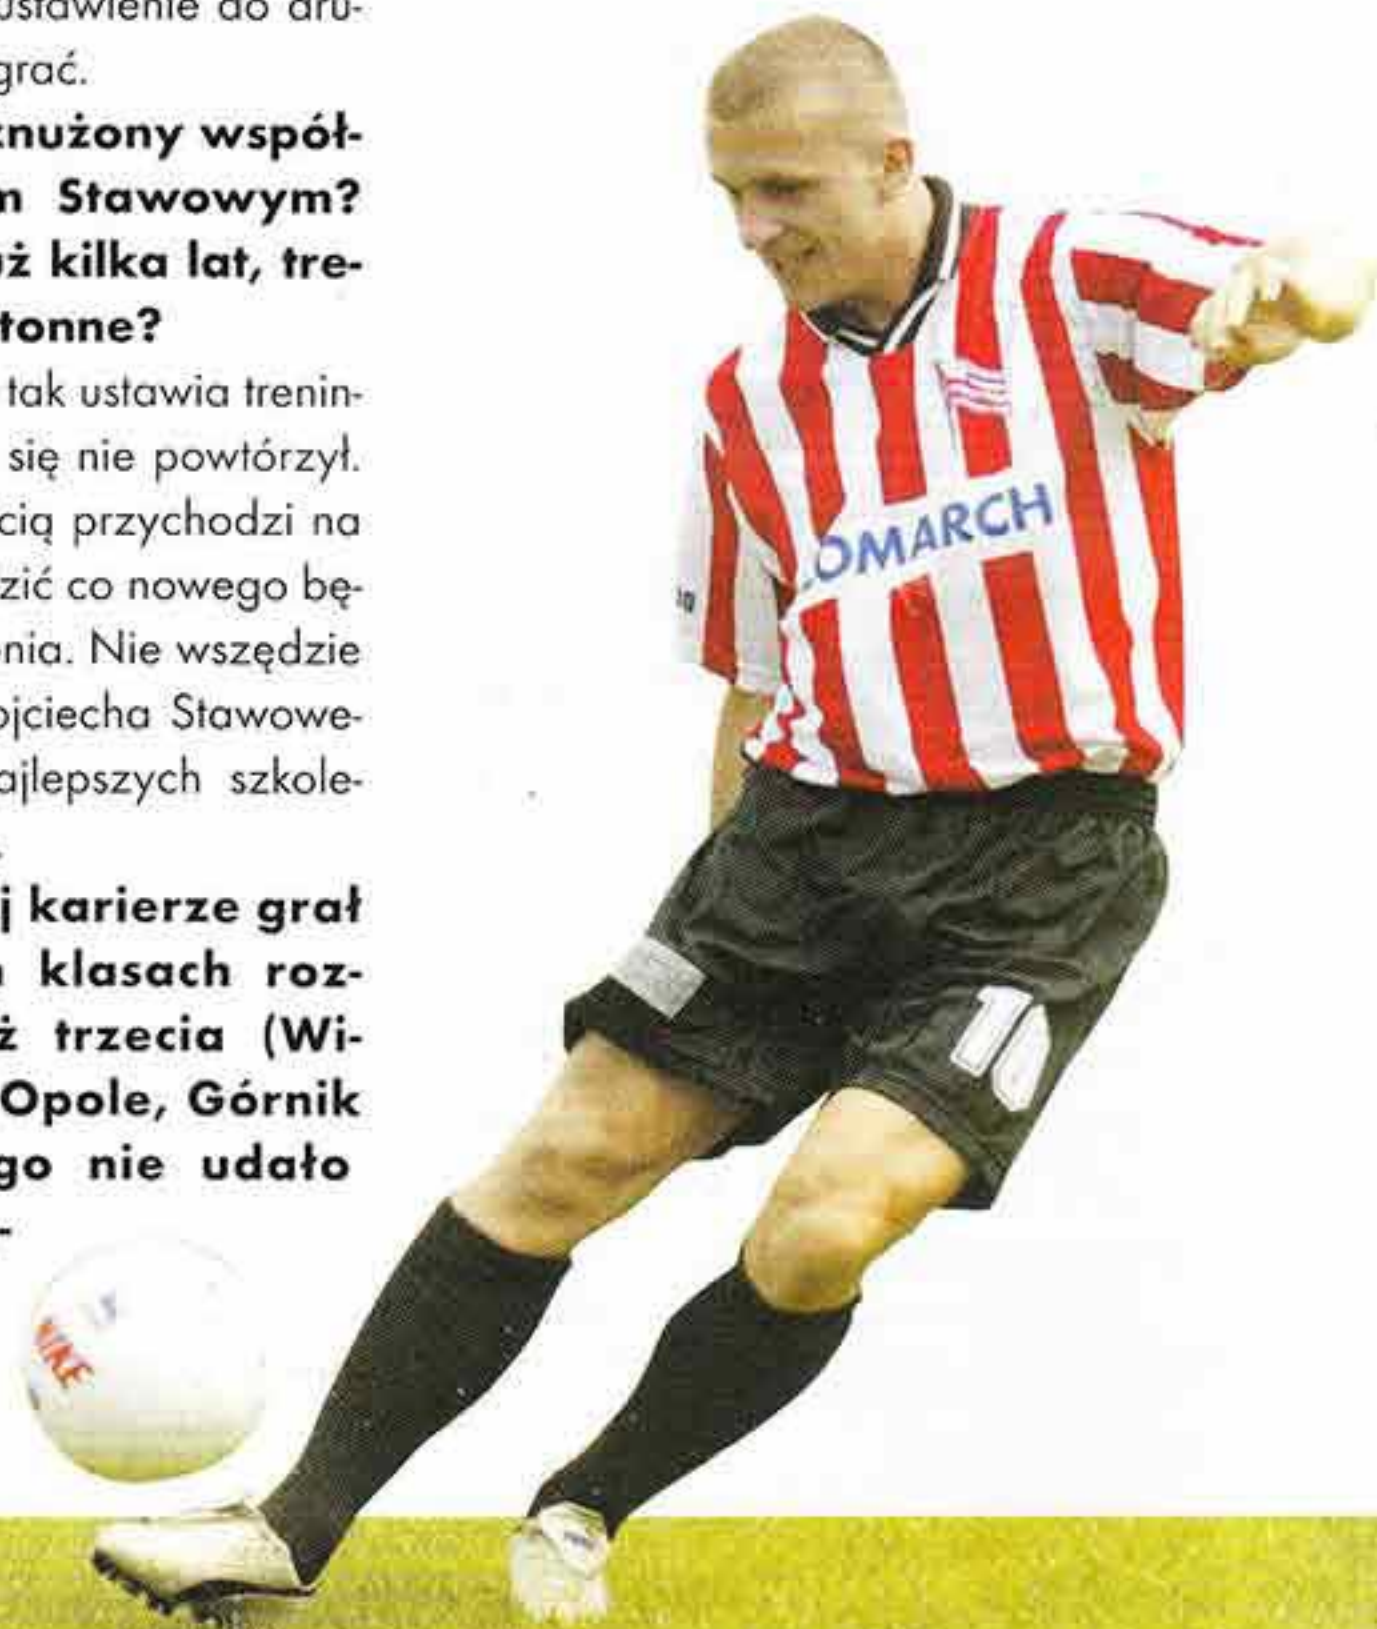 ustawienie do dru-
grać.
znużony współ-
m Stawowym?
uż kilka lat, tre-
tonne?
tak ustawia trenin-
się nie powtórzył.
cią przychodzi na
zić co nowego bę-
nia. Nie wszędzie
ojciecha Stawowe-
ajlepszych szkole-
j karierze grał
klasach roz-
ż trzecia (Wi-
Opole, Górnik
go nie udało
-
COMARCH
10
NIKE